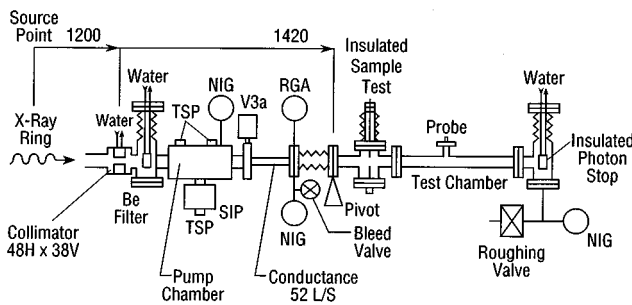 Source
Point
1200
1420
X-Ray
Ring
Water
Water
TSP
NIG
V3a
RGA
Insulated
Sample
Test
Probe
Water
Insulated
Photon
Stop
Test Chamber
Collimator
48H x 38V
Be
Filter
TSP
SIP
Pump
Chamber
NIG
Conductance
52 L/S
Bleed
Valve
Pivot
Roughing
Valve
NIG